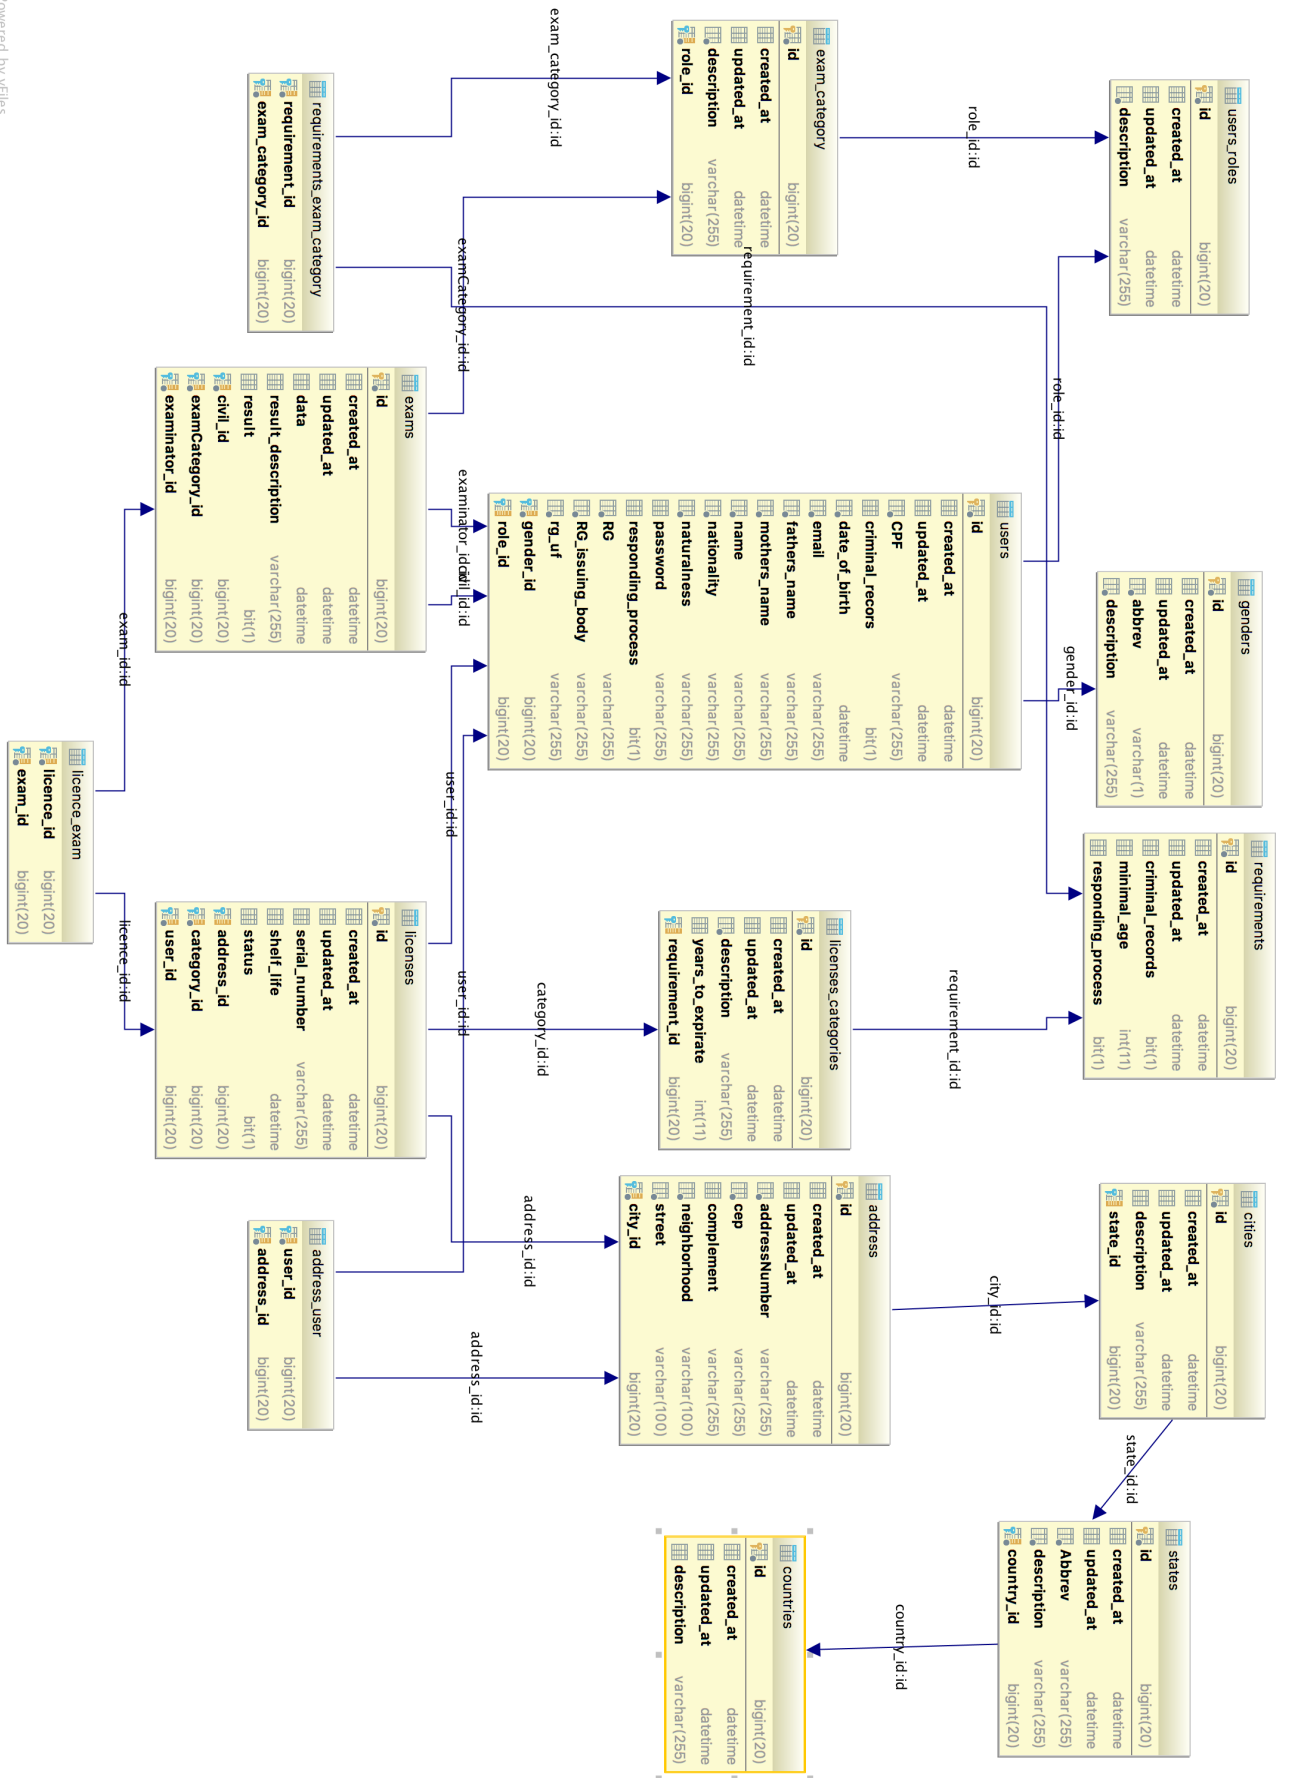 users_roles
id bigint(20)
created_at datetime
updated_at datetime
description varchar(255)
genders
id bigint(20)
created_at datetime
updated_at datetime
abbrev varchar(1)
description varchar(255)
requirements
id bigint(20)
created_at datetime
updated_at datetime
criminal_records bit(1)
minimal_age int(11)
responding_process bit(1)
cities
id bigint(20)
created_at datetime
updated_at datetime
description varchar(255)
state_id bigint(20)
states
id bigint(20)
created_at datetime
updated_at datetime
Abbrev varchar(255)
description varchar(255)
country_id bigint(20)
role_id:id
role_id:id
gender_id:id
requirement_id:id
requirement_id:id
city_id:id
state_id:id
country_id:id
exam_category
id bigint(20)
created_at datetime
updated_at datetime
description varchar(255)
role_id bigint(20)
users
id bigint(20)
created_at datetime
updated_at datetime
CPF varchar(255)
criminal_recors bit(1)
date_of_birth datetime
email varchar(255)
fathers_name varchar(255)
mothers_name varchar(255)
name varchar(255)
nationality varchar(255)
naturalness varchar(255)
password varchar(255)
responding_process bit(1)
RG varchar(255)
RG_issuing_body varchar(255)
rg_uf varchar(255)
gender_id bigint(20)
role_id bigint(20)
licenses_categories
id bigint(20)
created_at datetime
updated_at datetime
description varchar(255)
years_to_expirate int(11)
requirement_id bigint(20)
address
id bigint(20)
created_at datetime
updated_at datetime
addressNumber varchar(255)
cep varchar(255)
complement varchar(255)
neighborhood varchar(100)
street varchar(100)
city_id bigint(20)
countries
id bigint(20)
created_at datetime
updated_at datetime
description varchar(255)
exam_category_id:id
examCategory_id:id
examinator_id:id
civil_id:id
user_id:id
user_id:id
category_id:id
address_id:id
address_id:id
requirements_exam_category
requirement_id bigint(20)
exam_category_id bigint(20)
exams
id bigint(20)
created_at datetime
updated_at datetime
data datetime
result_description varchar(255)
result bit(1)
civil_id bigint(20)
examCategory_id bigint(20)
examinator_id bigint(20)
licenses
id bigint(20)
created_at datetime
updated_at datetime
serial_number varchar(255)
shelf_life datetime
status bit(1)
address_id bigint(20)
category_id bigint(20)
user_id bigint(20)
address_user
user_id bigint(20)
address_id bigint(20)
exam_id:id
licence_id:id
licence_exam
licence_id bigint(20)
exam_id bigint(20)
Powered by yFiles